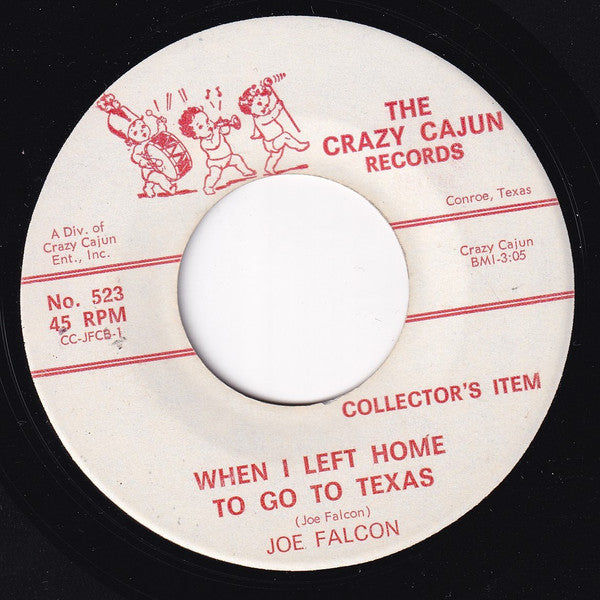 THE
CRAZY CAJUN
RECORDS
Conroe, Texas
A Div. of
Crazy Cajun
Ent., Inc.
Crazy Cajun
BMI-3:05
No. 523
45 RPM
CC-JFCB-1
COLLECTOR'S ITEM
WHEN I LEFT HOME
TO GO TO TEXAS
(Joe Falcon)
JOE FALCON